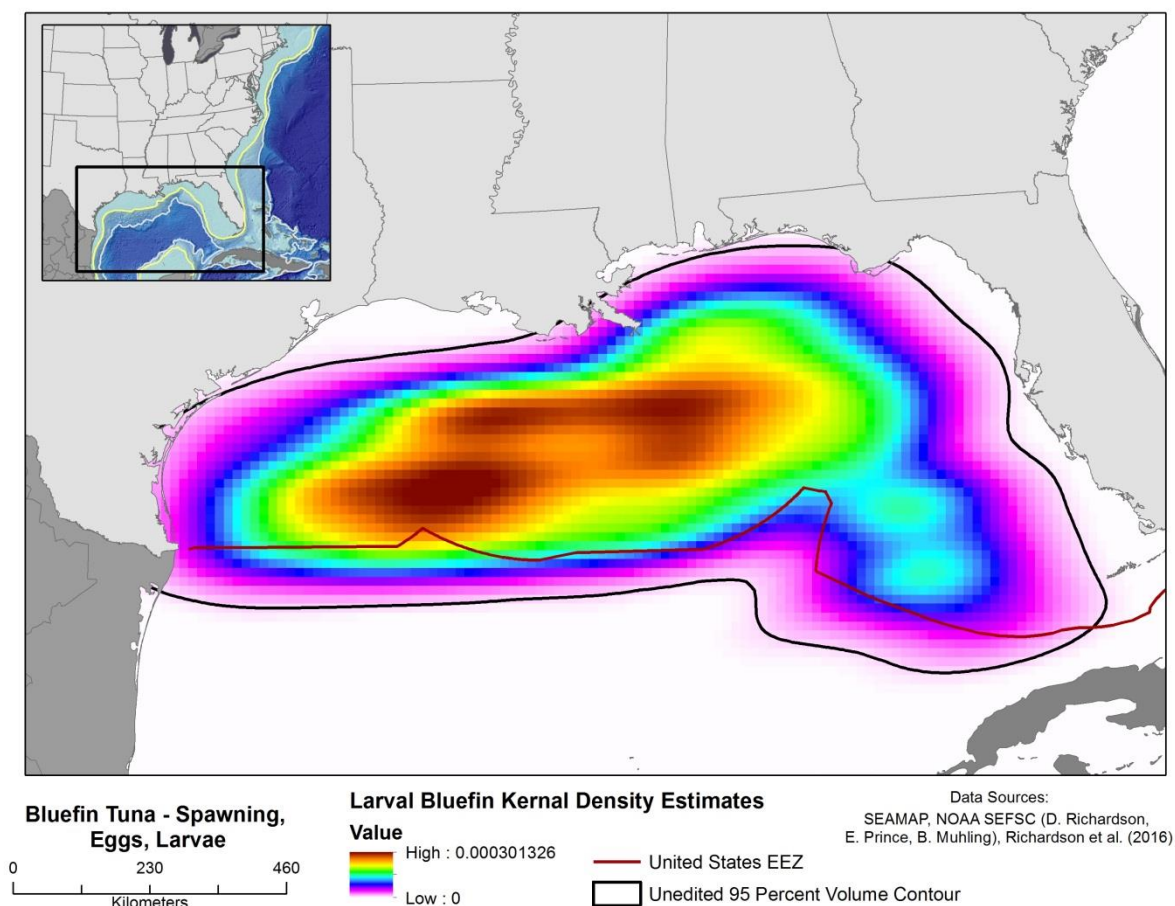 Bluefin Tuna - Spawning,
Eggs, Larvae
0 230 460
Kilometers
Larval Bluefin Kernal Density Estimates
Value
High : 0.000301326
Low : 0
United States EEZ
Unedited 95 Percent Volume Contour
Data Sources:
SEAMAP, NOAA SEFSC (D. Richardson,
E. Prince, B. Muhling), Richardson et al. (2016)